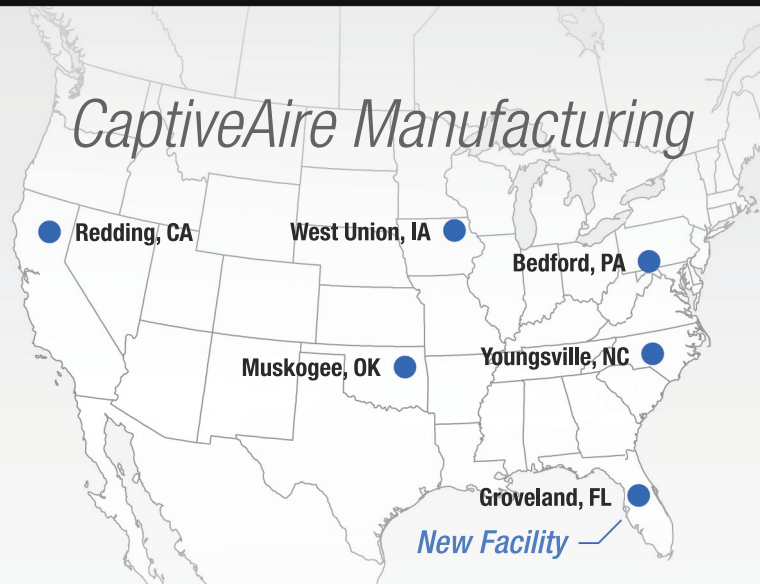 CaptiveAire Manufacturing
Redding, CA
West Union, IA
Bedford, PA
Muskogee, OK
Youngsville, NC
Groveland, FL
New Facility